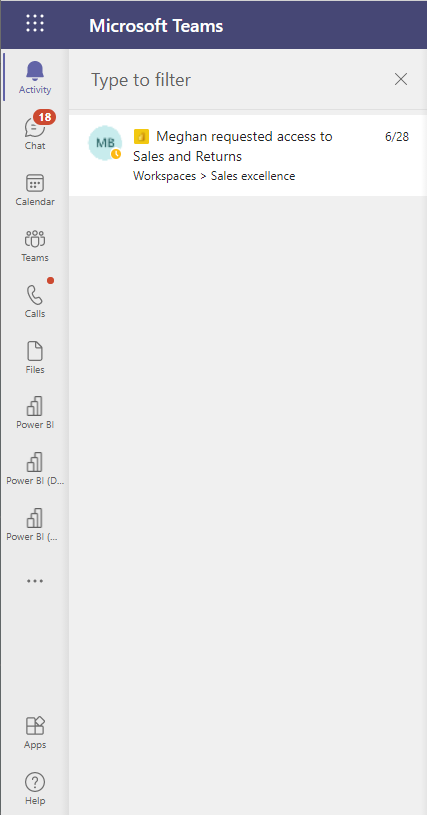 Microsoft Teams
Activity
18
Chat
Calendar
Teams
Calls
Files
Power BI
Power BI (D...
Power BI (...
Apps
Help
Type to filter
MB
Meghan requested access to 6/28
Sales and Returns
Workspaces > Sales excellence